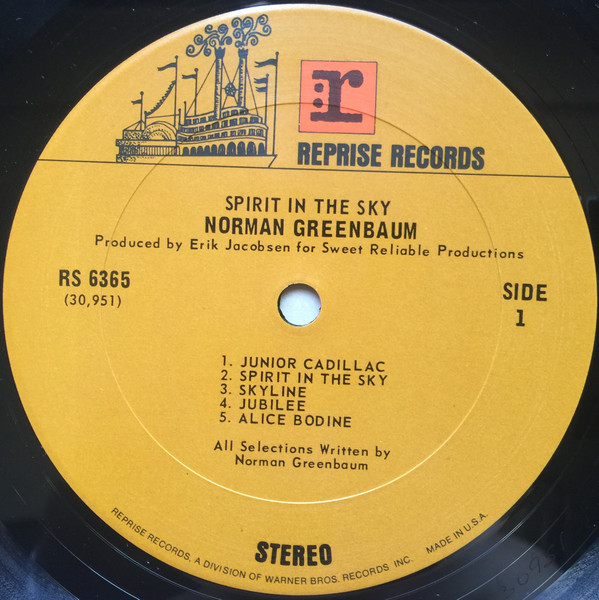 r
REPRISE RECORDS
SPIRIT IN THE SKY
NORMAN GREENBAUM
Produced by Erik Jacobsen for Sweet Reliable Productions
RS 6365
(30,951)
SIDE
1
1. JUNIOR CADILLAC
2. SPIRIT IN THE SKY
3. SKYLINE
4. JUBILEE
5. ALICE BODINE
All Selections Written by
Norman Greenbaum
STEREO
REPRISE RECORDS, A DIVISION OF WARNER BROS. RECORDS INC. MADE IN U.S.A.